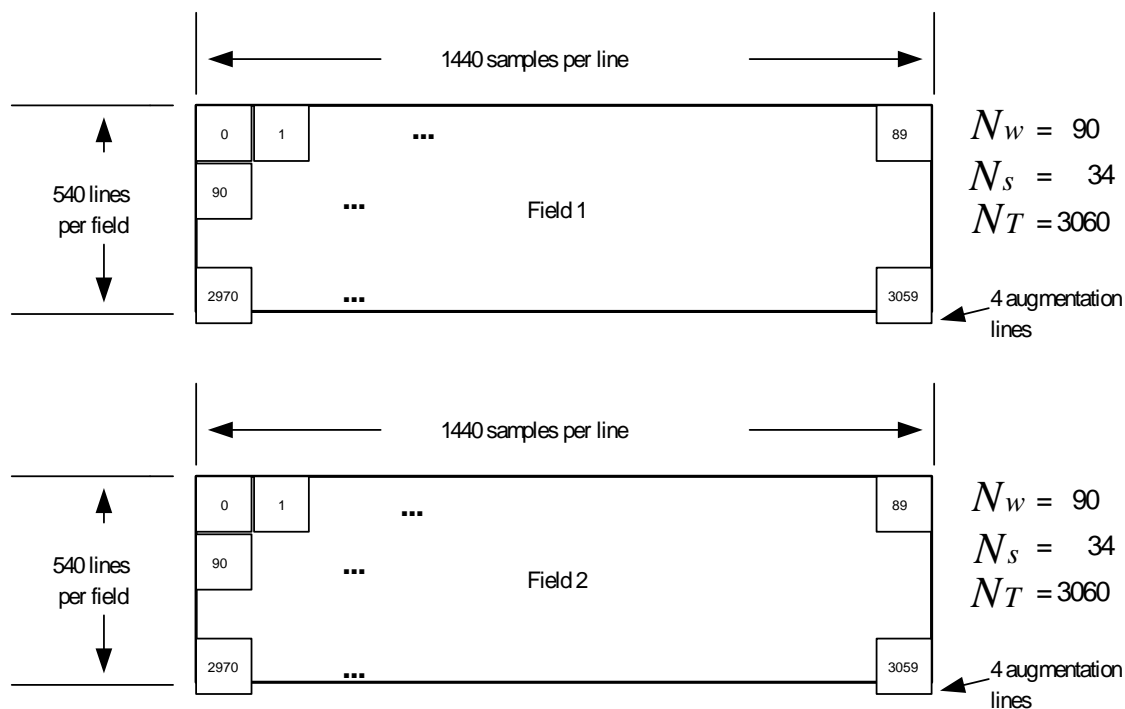 1440 samples per line
0 1 ... 89
90
540 lines
per field
...
Field 1
2970 ... 3059
Nw = 90
Ns = 34
NT = 3060
4 augmentation
lines
1440 samples per line
0 1 ... 89
90
540 lines
per field
...
Field 2
2970 ... 3059
Nw = 90
Ns = 34
NT = 3060
4 augmentation
lines